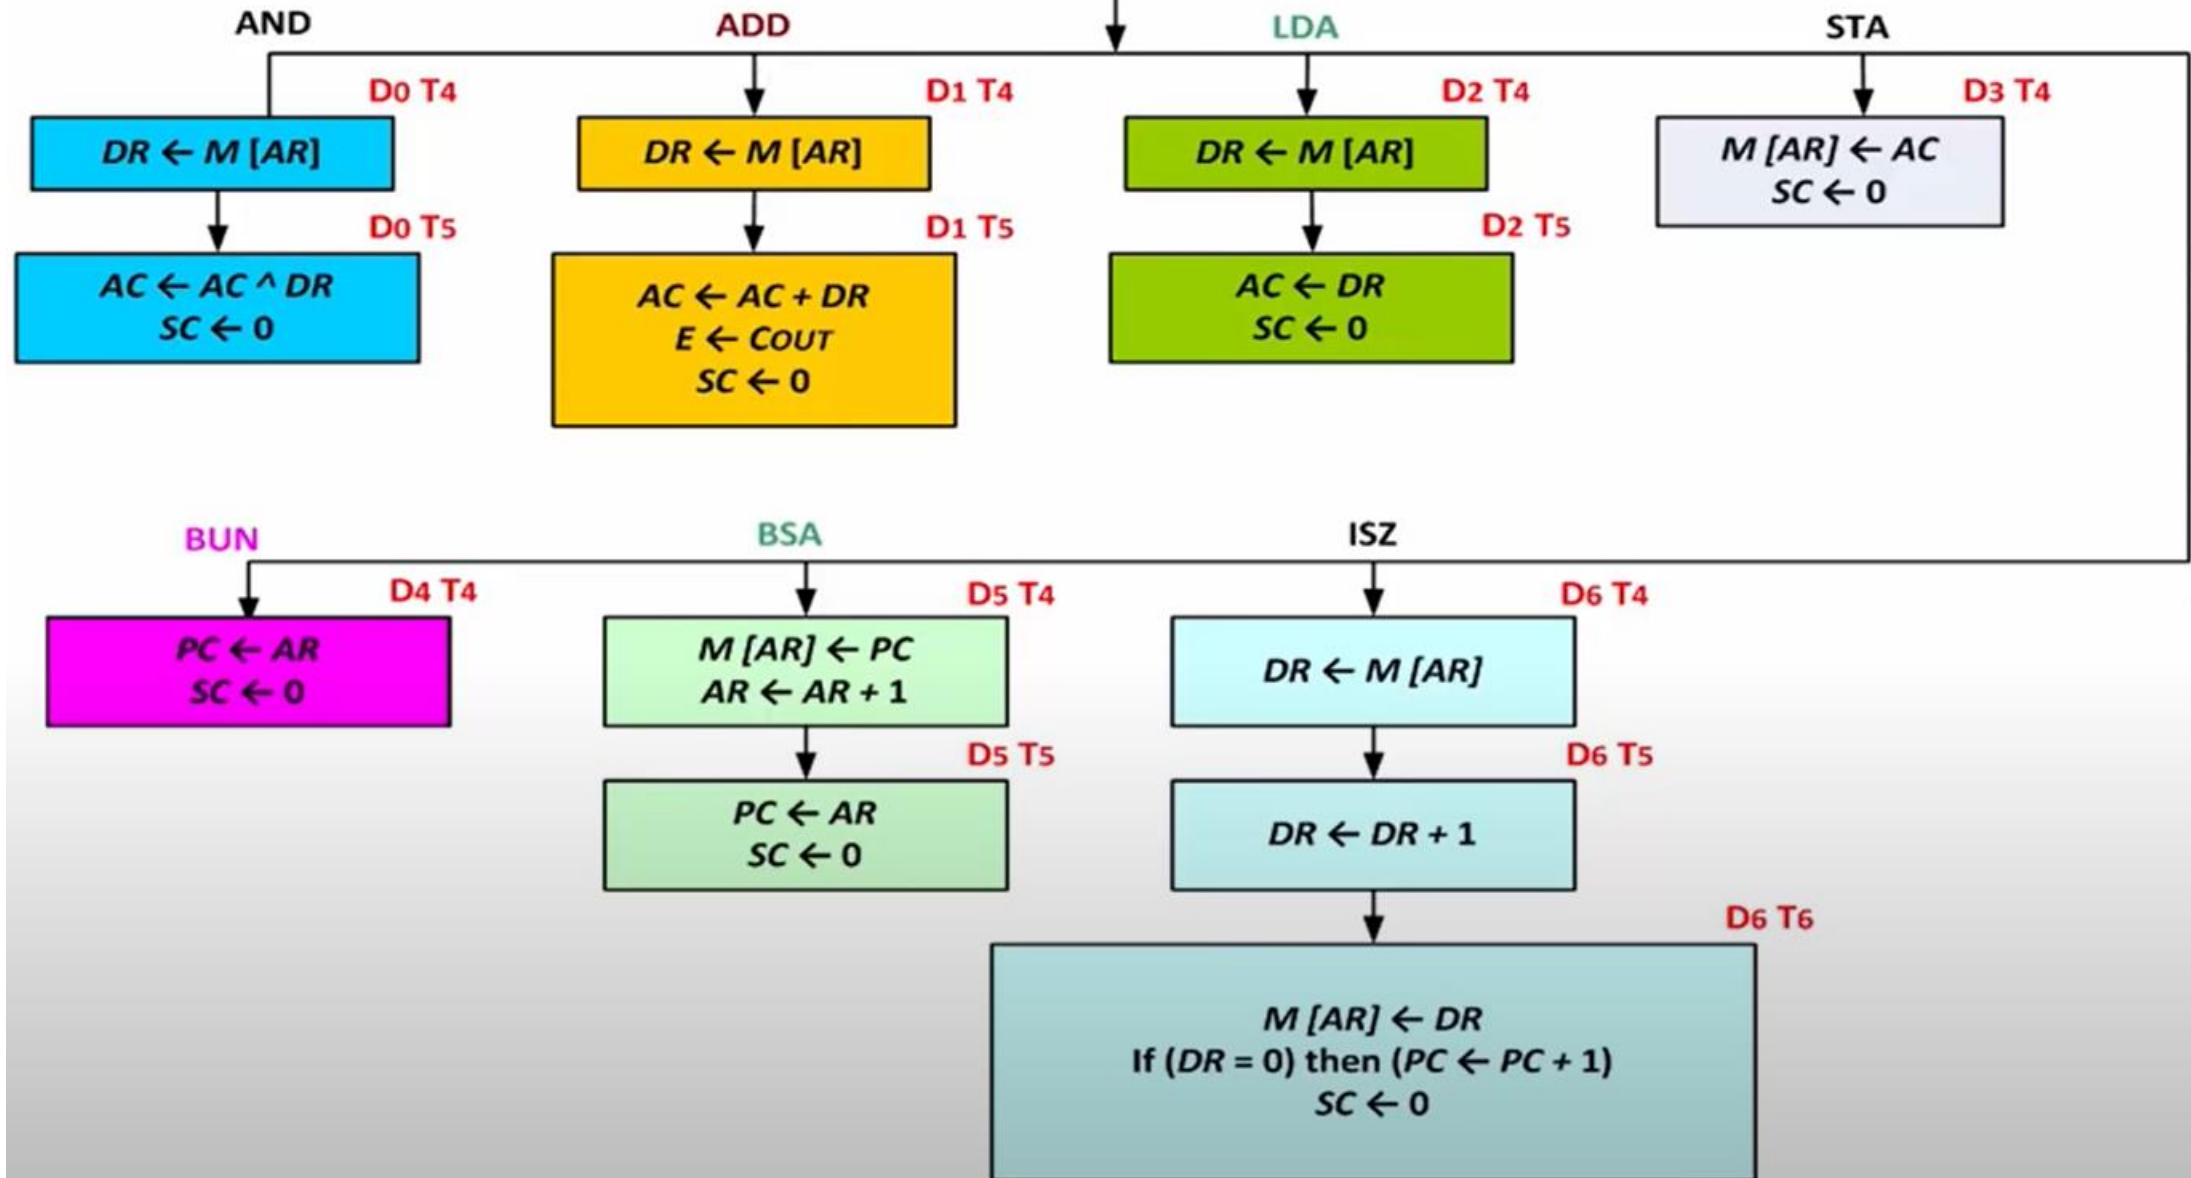 AND
ADD
LDA
STA
D0 T4
D1 T4
D2 T4
D3 T4
DR ← M [AR]
DR ← M [AR]
DR ← M [AR]
M [AR] ← AC
SC ← 0
D0 T5
D1 T5
D2 T5
AC ← AC ^ DR
SC ← 0
AC ← AC + DR
E ← COUT
SC ← 0
AC ← DR
SC ← 0
BUN
BSA
ISZ
D4 T4
D5 T4
D6 T4
PC ← AR
SC ← 0
M [AR] ← PC
AR ← AR + 1
DR ← M [AR]
D5 T5
D6 T5
PC ← AR
SC ← 0
DR ← DR + 1
D6 T6
M [AR] ← DR
If (DR = 0) then (PC ← PC + 1)
SC ← 0